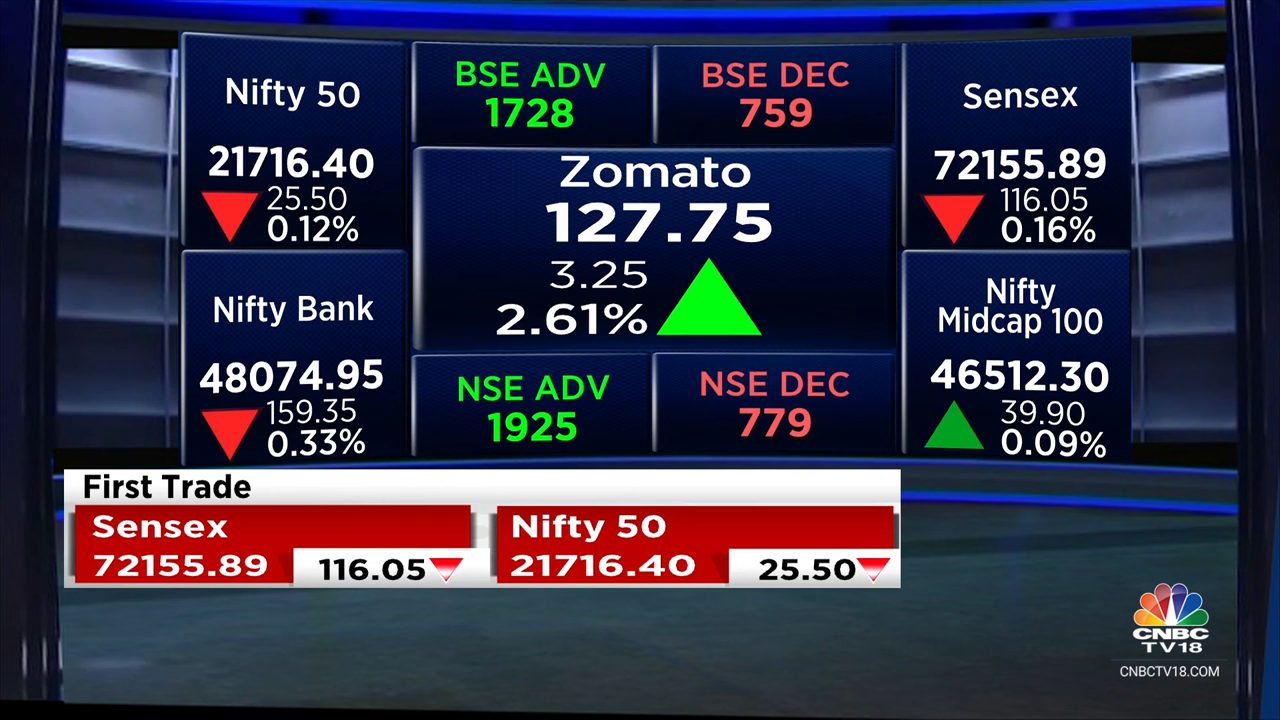 Nifty 50
21716.40
25.50
0.12%
BSE ADV
1728
BSE DEC
759
Sensex
72155.89
116.05
0.16%
Zomato
127.75
3.25
2.61%
Nifty Bank
48074.95
159.35
0.33%
NSE ADV
1925
NSE DEC
779
Nifty
Midcap 100
46512.30
39.90
0.09%
First Trade
Sensex
72155.89
116.05
Nifty 50
21716.40
25.50
CNBC
TV18
CNBCTV18.COM